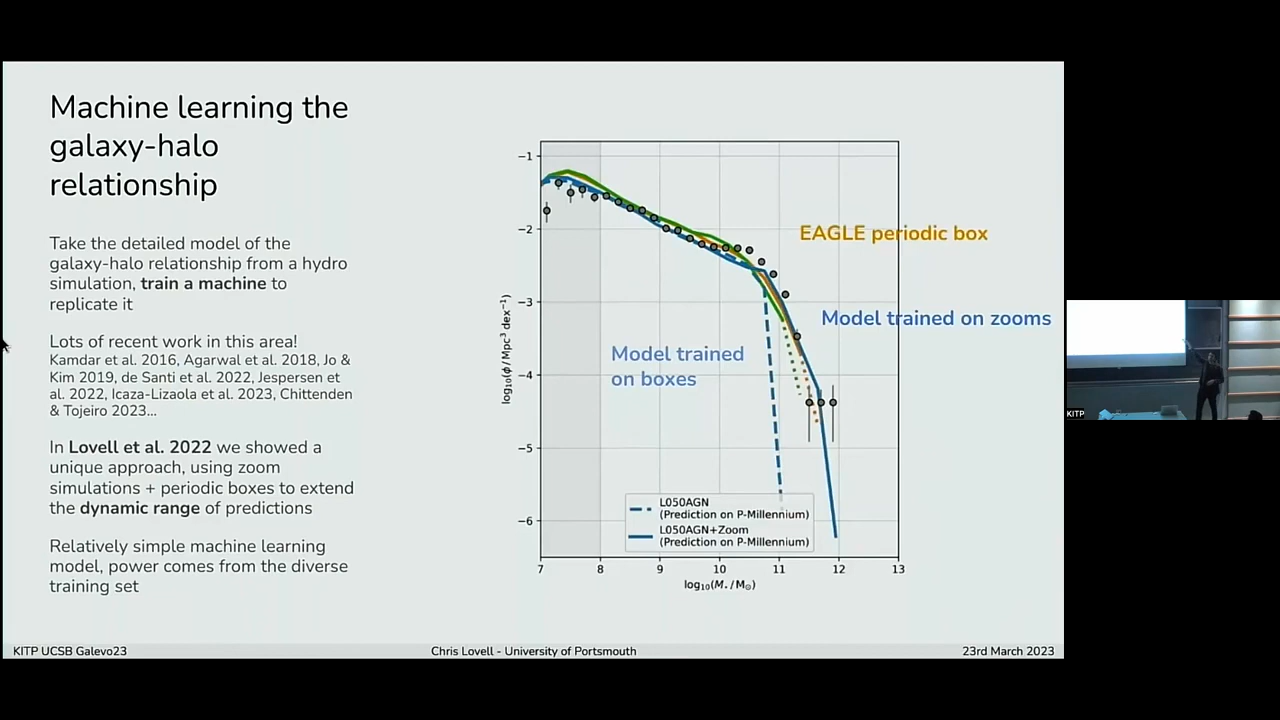 Machine learning the
galaxy-halo
relationship
Take the detailed model of the
galaxy-halo relationship from a hydro
simulation, train a machine to
replicate it
Lots of recent work in this area!
Kamdar et al. 2016, Agarwal et al. 2018, Jo &
Kim 2019, de Santi et al. 2022, Jespersen et
al. 2022, Icaza-Lizaola et al. 2023, Chittenden
& Tojeiro 2023...
In Lovell et al. 2022 we showed a
unique approach, using zoom
simulations + periodic boxes to extend
the dynamic range of predictions
Relatively simple machine learning
model, power comes from the diverse
training set
−1
−2
−3
−4
−5
−6
log₁₀(ϕ / Mpc³ dex⁻¹)
EAGLE periodic box
Model trained on zooms
Model trained
on boxes
L050AGN
(Prediction on P-Millennium)
L050AGN+Zoom
(Prediction on P-Millennium)
7 8 9 10 11 12 13
log₁₀(M⋆ / M⊙)
KITP UCSB Galevo23
Chris Lovell - University of Portsmouth
23rd March 2023
KITP